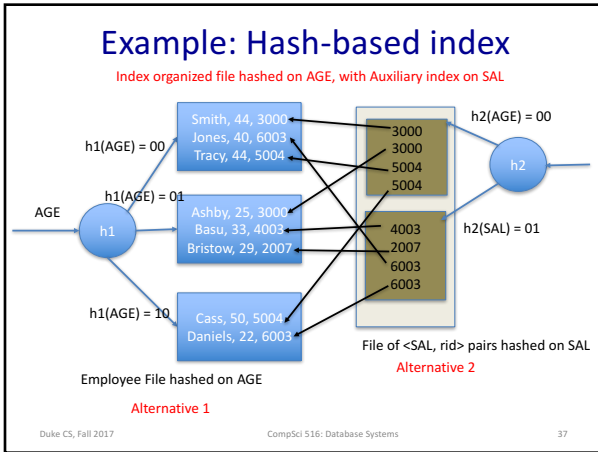 Example: Hash-based index
Index organized file hashed on AGE, with Auxiliary index on SAL
h1(AGE) = 00
h1(AGE) = 01
AGE
h1
h1(AGE) = 10
Smith, 44, 3000
Jones, 40, 6003
Tracy, 44, 5004
Ashby, 25, 3000
Basu, 33, 4003
Bristow, 29, 2007
Cass, 50, 5004
Daniels, 22, 6003
Employee File hashed on AGE
Alternative 1
3000
3000
5004
5004
4003
2007
6003
6003
h2(AGE) = 00
h2
h2(SAL) = 01
File of <SAL, rid> pairs hashed on SAL
Alternative 2
Duke CS, Fall 2017
CompSci 516: Database Systems
37